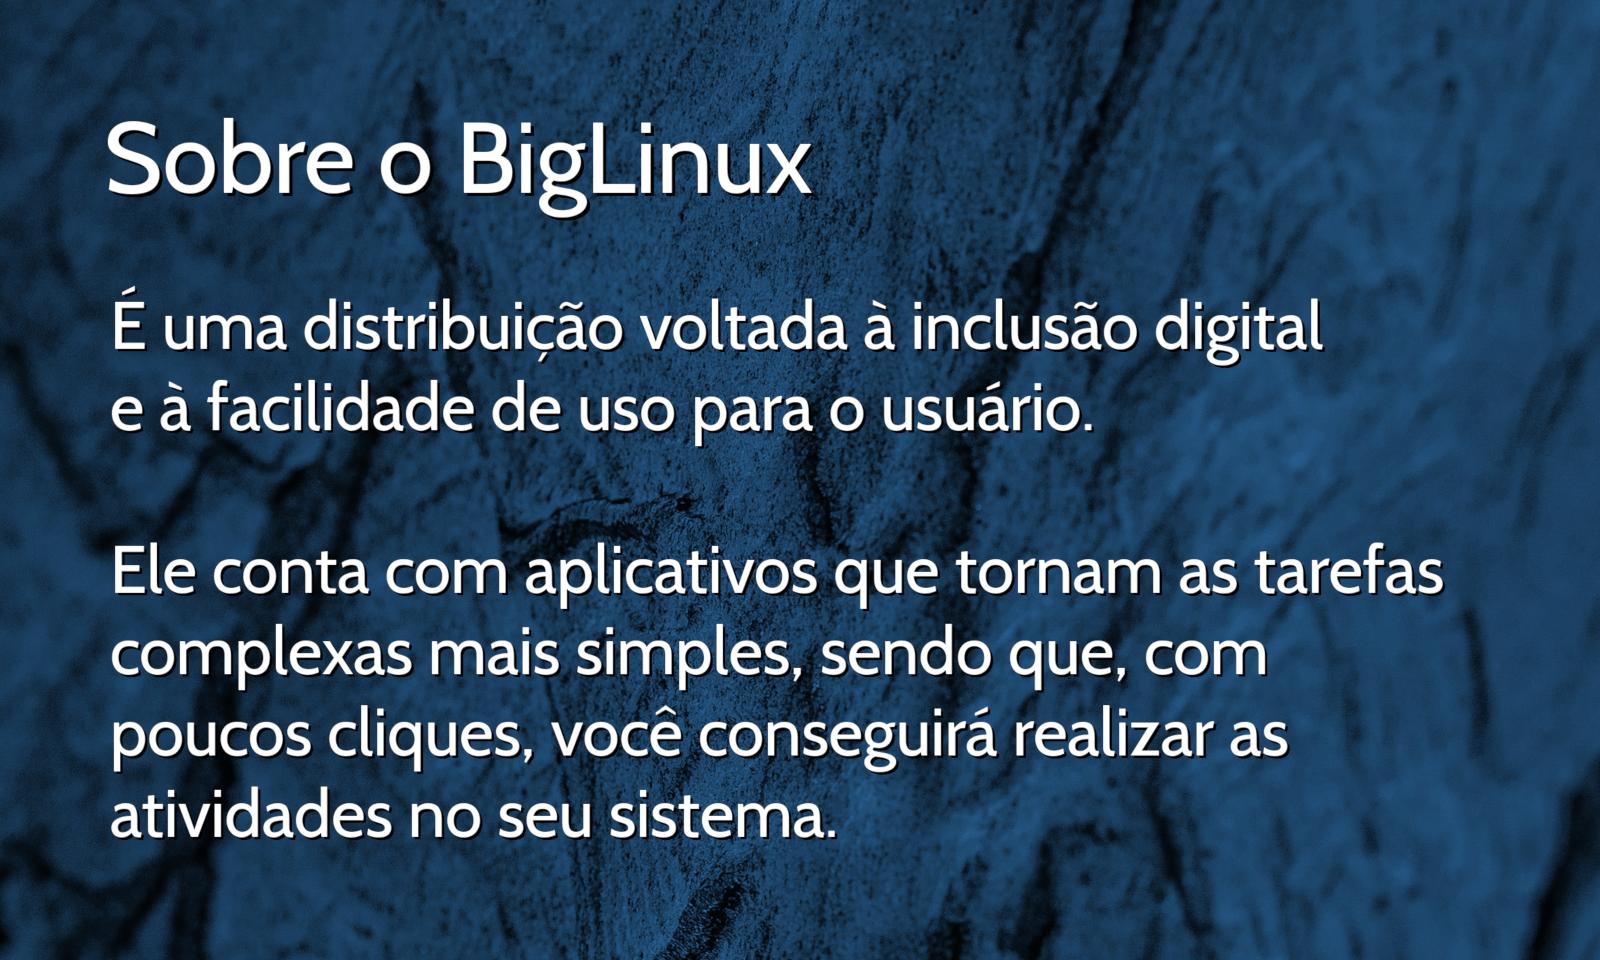 Sobre o BigLinux
É uma distribuição voltada à inclusão digital
e à facilidade de uso para o usuário.
Ele conta com aplicativos que tornam as tarefas
complexas mais simples, sendo que, com
poucos cliques, você conseguirá realizar as
atividades no seu sistema.